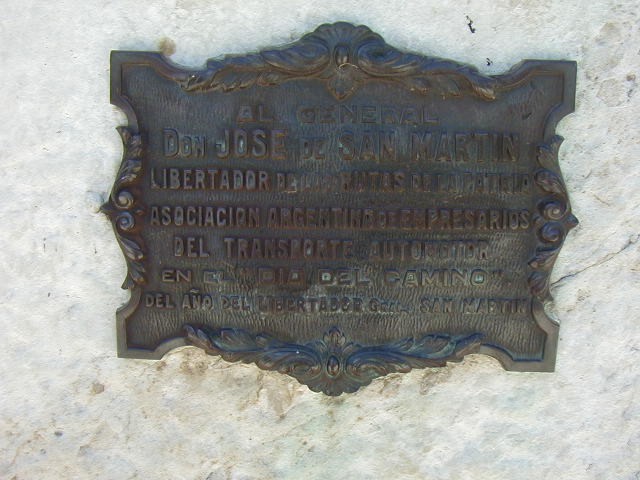 AL GENERAL
DON JOSE DE SAN MARTIN
LIBERTADOR DE LAS RUTAS DE LA PATRIA
ASOCIACION ARGENTINA DE EMPRESARIOS
DEL TRANSPORTE AUTOMOTOR
EN EL "DIA DEL CAMINO"
DEL AÑO DEL LIBERTADOR GRAL. SAN MARTIN